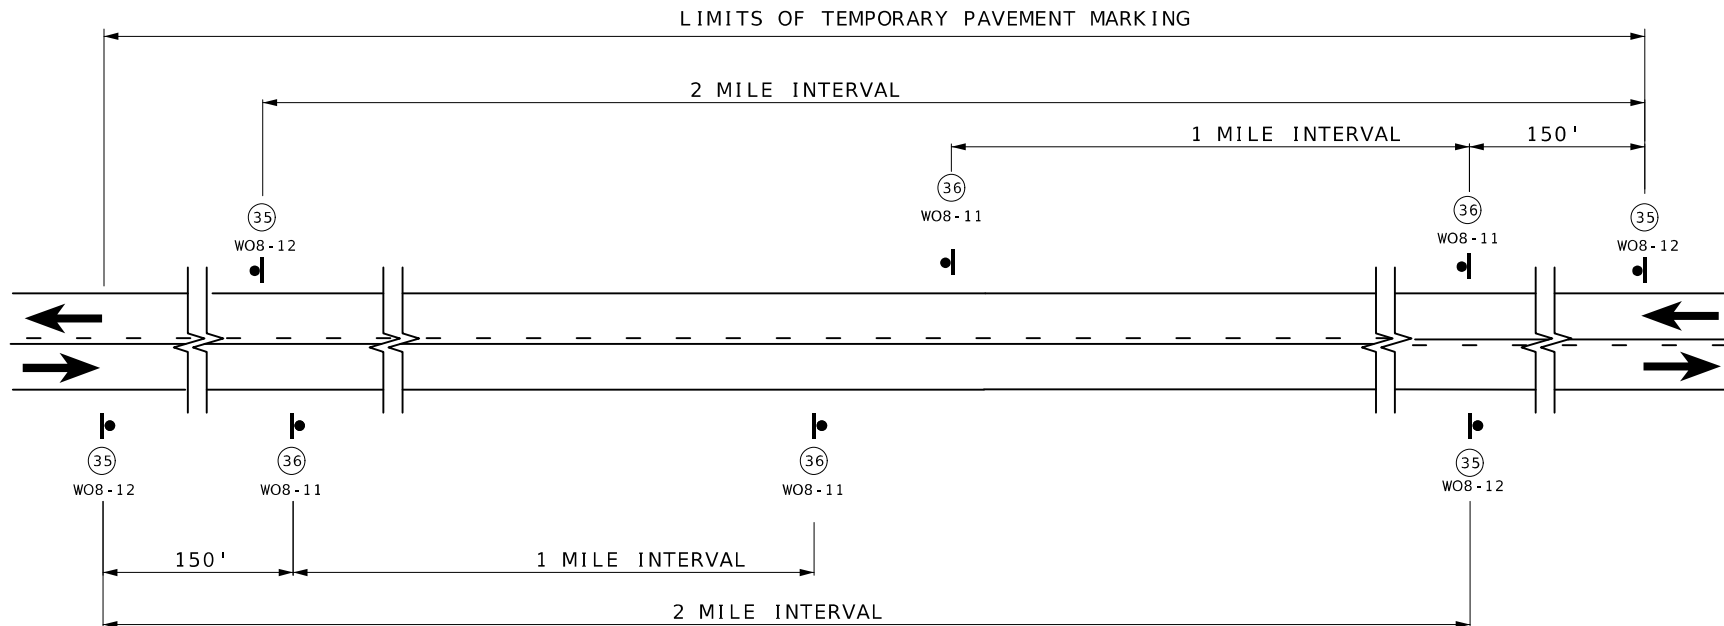 LIMITS OF TEMPORARY PAVEMENT MARKING
2 MILE INTERVAL
1 MILE INTERVAL 150'
36
WO8-11
35
WO8-12
36
WO8-11
35
WO8-12
35
WO8-12
36
WO8-11
36
WO8-11
35
WO8-12
150' 1 MILE INTERVAL
2 MILE INTERVAL